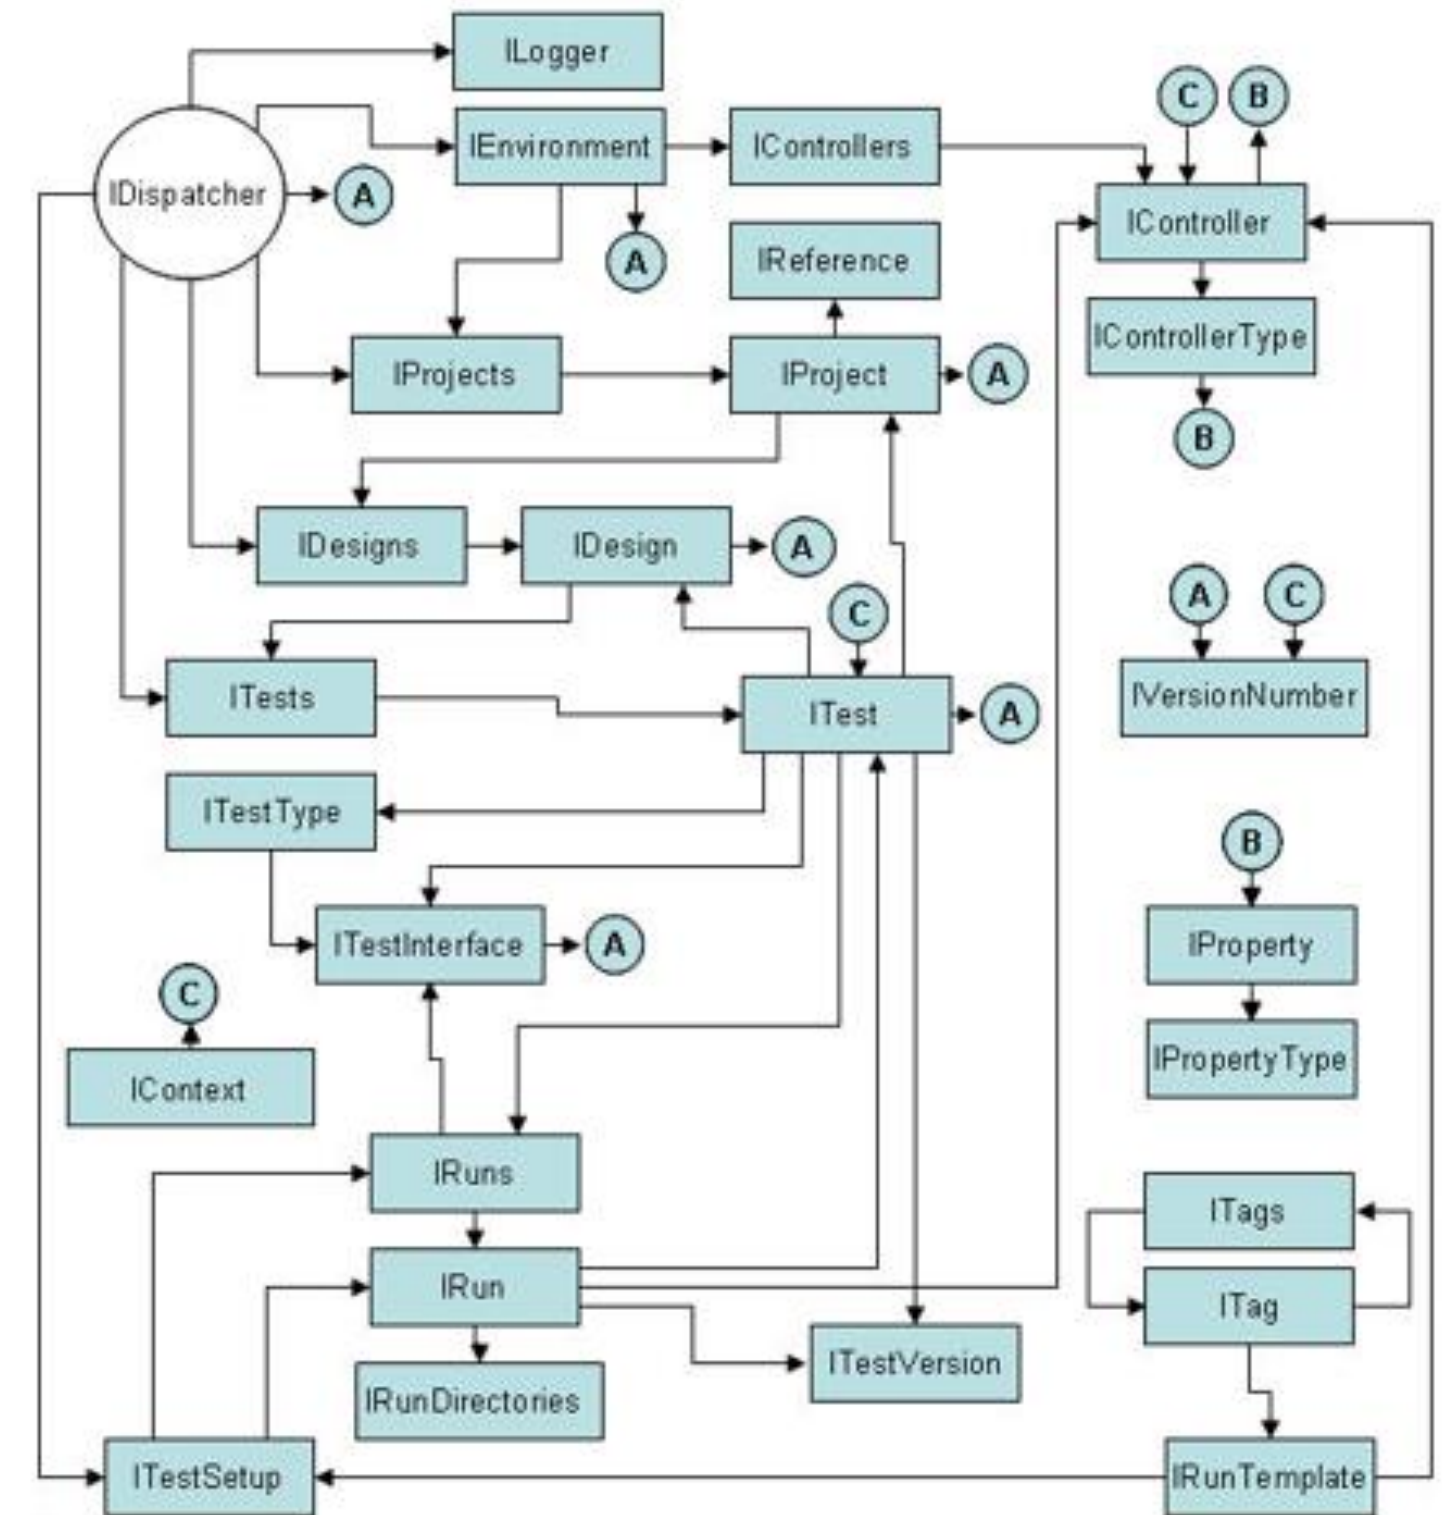 ILogger
C
B
IEnvironment
IControllers
IDispatcher
A
IController
A
IReference
IControllerType
IProjects
IProject
A
B
IDesigns
IDesign
A
A
C
C
ITests
IVersionNumber
ITest
A
ITestType
B
ITestInterface
A
IProperty
C
IContext
IPropertyType
IRuns
ITags
IRun
ITag
ITestVersion
IRunDirectories
ITestSetup
IRunTemplate